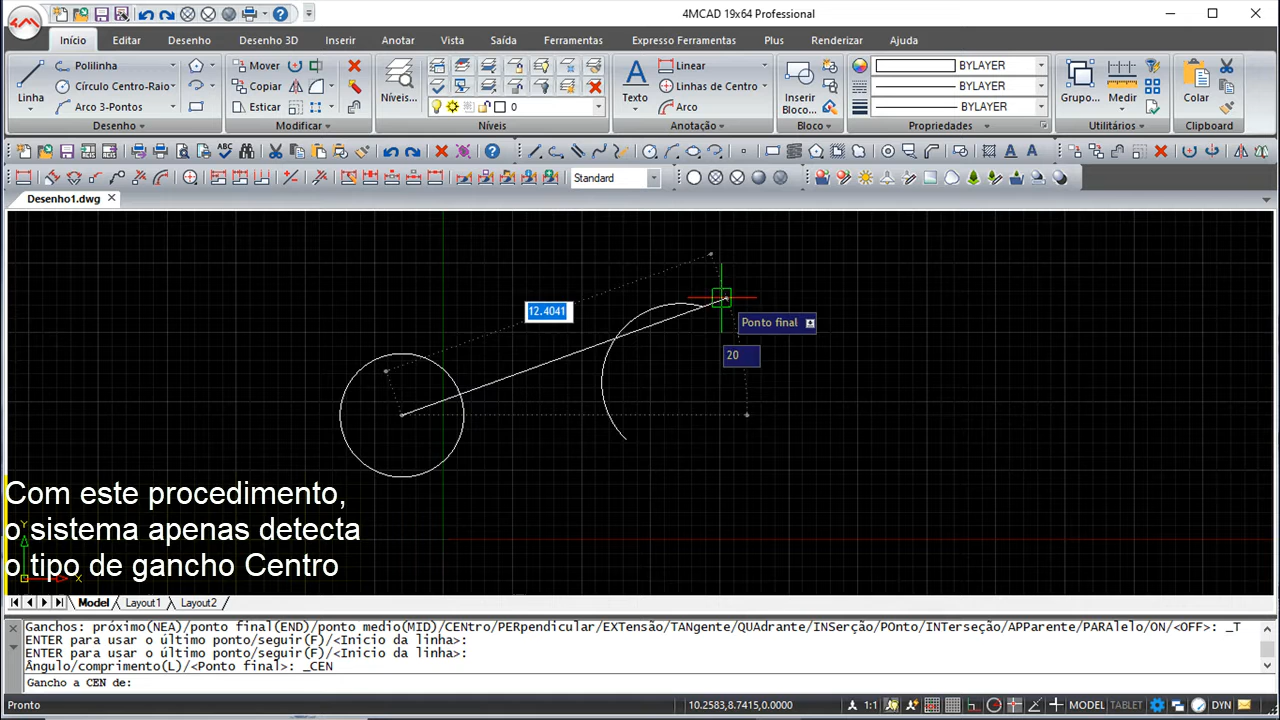 4MCAD 19x64 Professional
Início Editar Desenho Desenho 3D Inserir Anotar Vista Saída Ferramentas Expresso Ferramentas Plus Renderizar Ajuda
Linha
Polilinha
Círculo Centro-Raio
Arco 3-Pontos
Desenho
Mover
Copiar
Esticar
Modificar
Níveis...
0
Níveis
Texto
Linear
Linhas de Centro
Arco
Anotação
Inserir
Bloco...
Bloco
BYLAYER
BYLAYER
BYLAYER
Propriedades
Grupo...
Medir
Utilitários
Colar
Clipboard
Standard
Desenho1.dwg
12.4041
Ponto final
20
Com este procedimento,
o sistema apenas detecta
o tipo de gancho Centro
Y
X
Model Layout1 Layout2
Ganchos: próximo(NEA)/ponto final(END)/ponto medio(MID)/CENtro/PERpendicular/EXTensão/TANgente/QUAdrante/INSerção/POnto/INTerseção/APParente/PARAlelo/ON/<OFF>: _T
ENTER para usar o último ponto/seguir(F)/<Inicio da linha>:
ENTER para usar o último ponto/seguir(F)/<Inicio da linha>:
Ângulo/comprimento(L)/<Ponto final>: _CEN
Gancho a CEN de:
Pronto
10.2583,8.7415,0.0000
1:1
MODEL TABLET
DYN